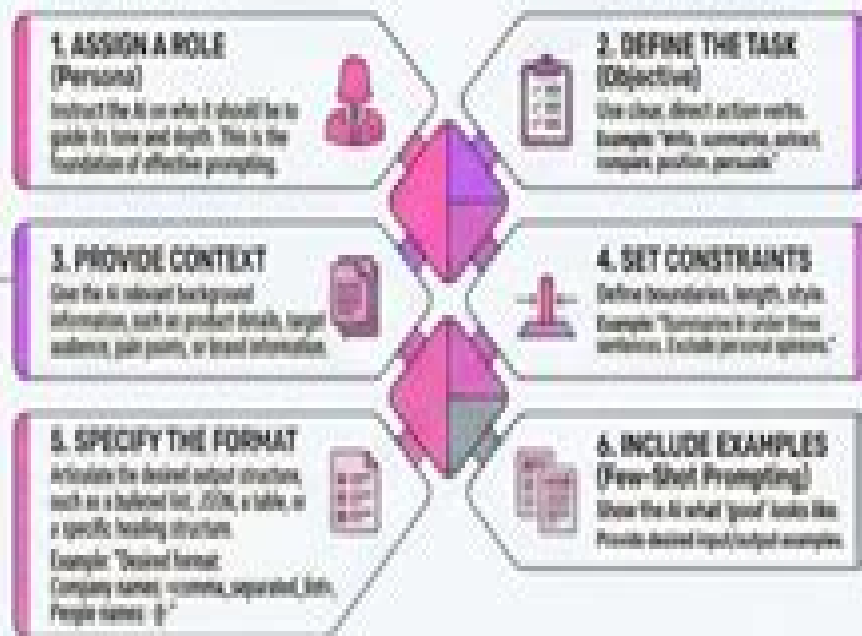 1. ASSIGN A ROLE
(Persona)
Instruct the AI on who it should be to
guide its tone and depth. This is the
foundation of effective prompting.
2. DEFINE THE TASK
(Objective)
Use clear, direct action verbs.
Example: "Write, summarise, extract,
compare, position, persuade"
3. PROVIDE CONTEXT
Give the AI relevant background
information, such as product details, target
audience, pain points, or brand information.
4. SET CONSTRAINTS
Define boundaries, length, style.
Example: "Summarise in under three
sentences. Exclude personal opinions."
5. SPECIFY THE FORMAT
Articulate the desired output structure,
such as a bulleted list, JSON, a table, or
a specific heading structure.
Example: "Desired format:
Company names: <comma_separated_list>,
People names:
6. INCLUDE EXAMPLES
(Few-Shot Prompting)
Show the AI what 'good' looks like.
Provide desired input/output examples.